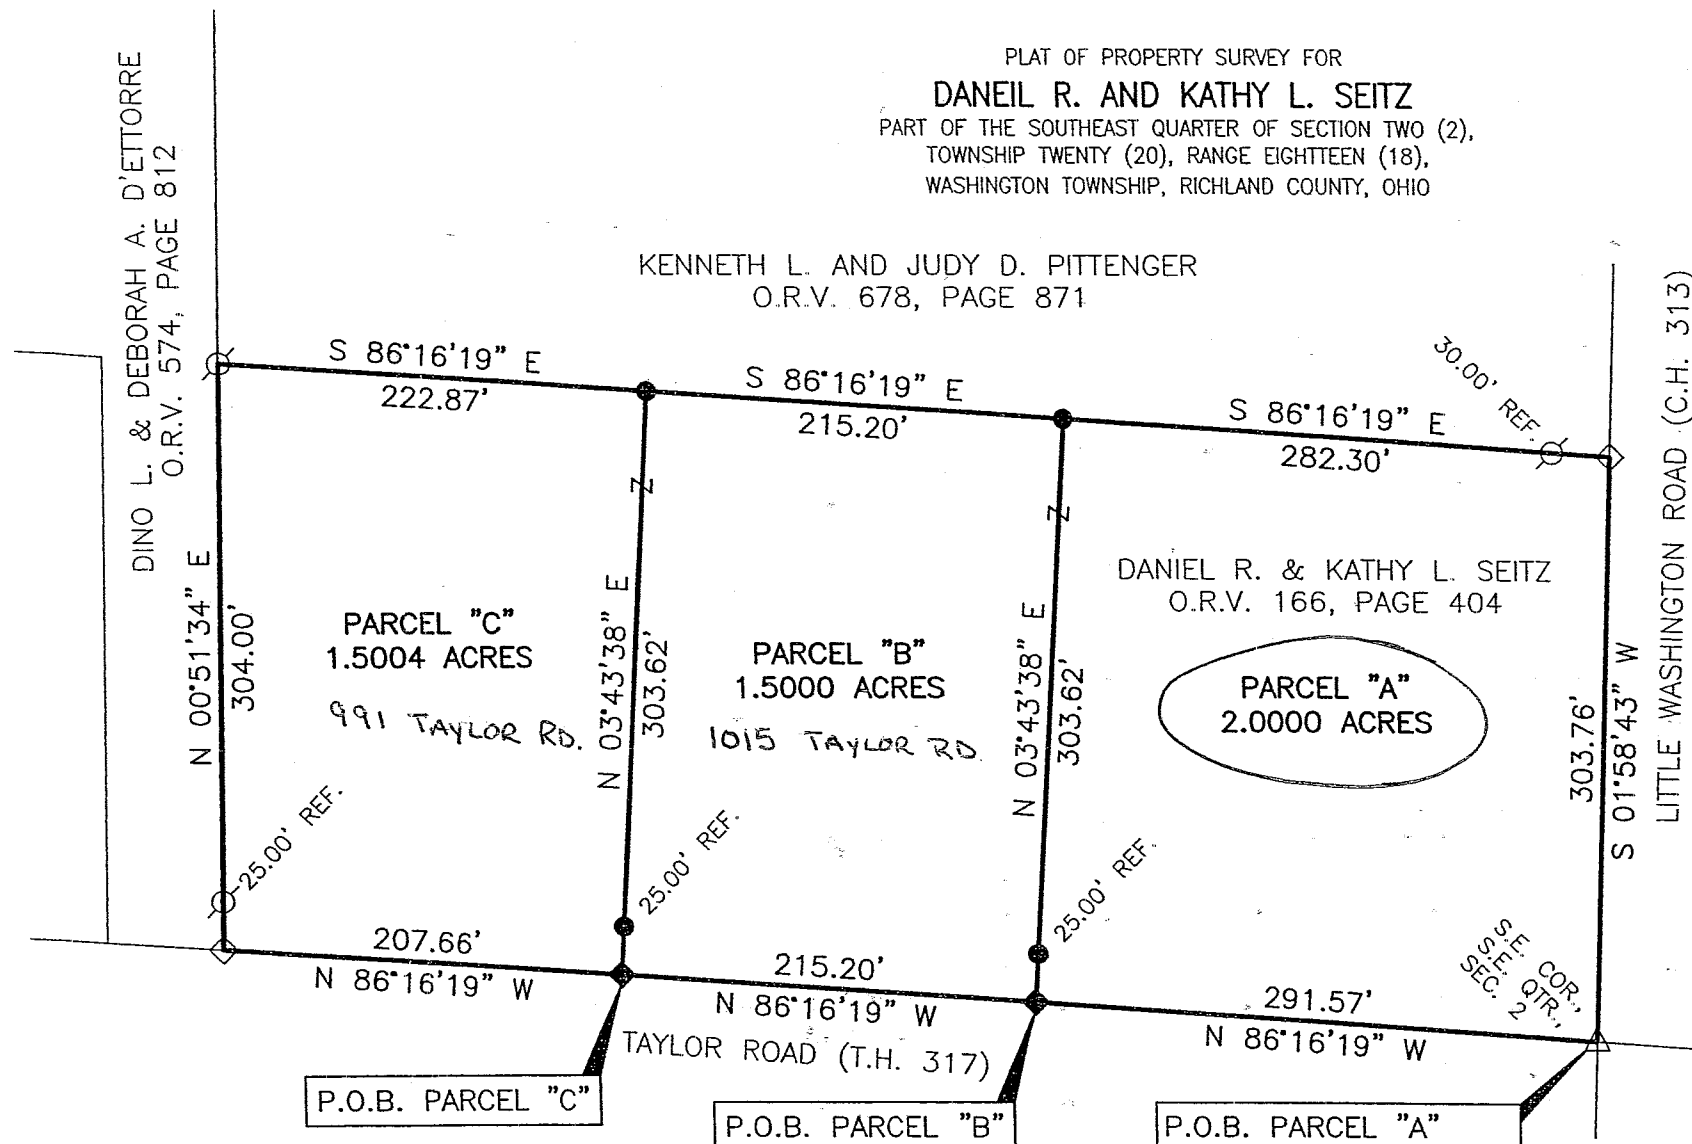 PLAT OF PROPERTY SURVEY FOR
DANEIL R. AND KATHY L. SEITZ
PART OF THE SOUTHEAST QUARTER OF SECTION TWO (2),
TOWNSHIP TWENTY (20), RANGE EIGHTTEEN (18),
WASHINGTON TOWNSHIP, RICHLAND COUNTY, OHIO
DINO L. & DEBORAH A. D'ETTORRE
O.R.V. 574, PAGE 812
KENNETH L. AND JUDY D. PITTENGER
O.R.V. 678, PAGE 871
LITTLE WASHINGTON ROAD (C.H. 313)
S 86°16'19" E
222.87'
S 86°16'19" E
215.20'
S 86°16'19" E
282.30'
30.00' REF.
N 00°51'34" E
304.00'
PARCEL "C"
1.5004 ACRES
991 TAYLOR RD.
N 03°43'38" E
303.62'
PARCEL "B"
1.5000 ACRES
1015 TAYLOR RD.
N 03°43'38" E
303.62'
DANIEL R. & KATHY L. SEITZ
O.R.V. 166, PAGE 404
PARCEL "A"
2.0000 ACRES
303.76'
S 01°58'43" W
25.00' REF.
25.00' REF.
25.00' REF.
S.E. COR.,
S.E. QTR.,
SEC. 2
207.66'
N 86°16'19" W
215.20'
N 86°16'19" W
291.57'
N 86°16'19" W
TAYLOR ROAD (T.H. 317)
P.O.B. PARCEL "C"
P.O.B. PARCEL "B"
P.O.B. PARCEL "A"